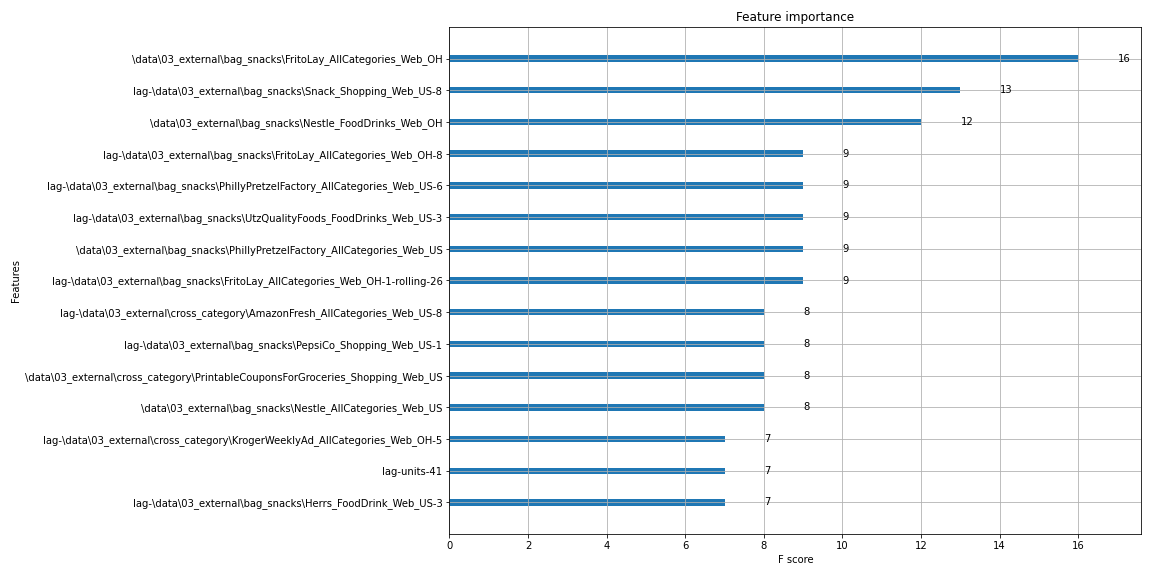 Feature importance
\data\03_external\bag_snacks\FritoLay_AllCategories_Web_OH 16
lag-\data\03_external\bag_snacks\Snack_Shopping_Web_US-8 13
\data\03_external\bag_snacks\Nestle_FoodDrinks_Web_OH 12
lag-\data\03_external\bag_snacks\FritoLay_AllCategories_Web_OH-8 9
lag-\data\03_external\bag_snacks\PhillyPretzelFactory_AllCategories_Web_US-6 9
lag-\data\03_external\bag_snacks\UtzQualityFoods_FoodDrinks_Web_US-3 9
\data\03_external\bag_snacks\PhillyPretzelFactory_AllCategories_Web_US 9
lag-\data\03_external\bag_snacks\FritoLay_AllCategories_Web_OH-1-rolling-26 9
lag-\data\03_external\cross_category\AmazonFresh_AllCategories_Web_US-8 8
lag-\data\03_external\bag_snacks\PepsiCo_Shopping_Web_US-1 8
\data\03_external\cross_category\PrintableCouponsForGroceries_Shopping_Web_US 8
\data\03_external\bag_snacks\Nestle_AllCategories_Web_US 8
lag-\data\03_external\cross_category\KrogerWeeklyAd_AllCategories_Web_OH-5 7
lag-units-41 7
lag-\data\03_external\bag_snacks\Herrs_FoodDrink_Web_US-3 7
Features
0 2 4 6 8 10 12 14 16
F score